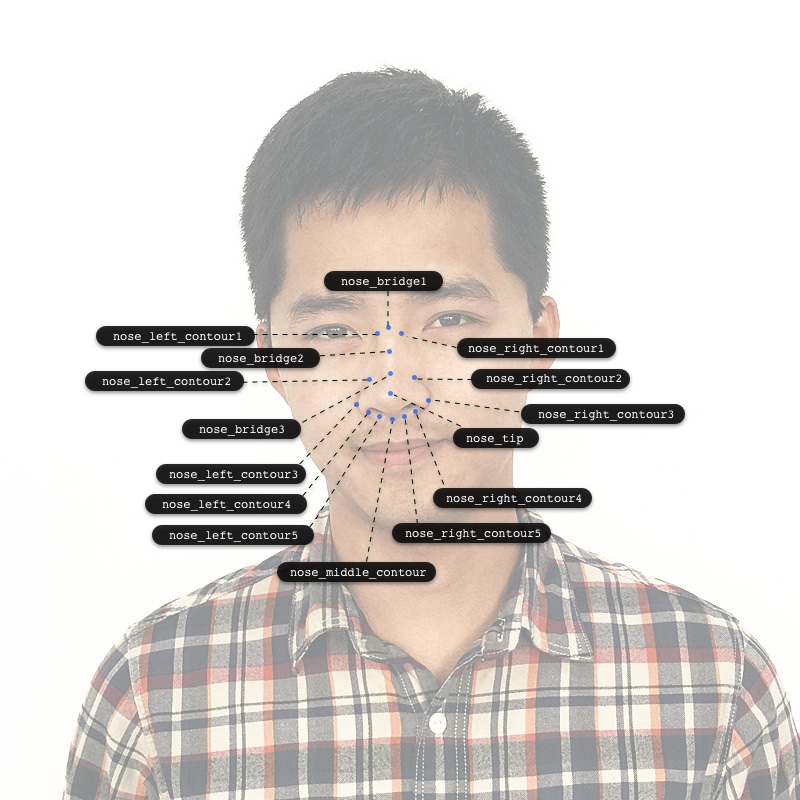 nose_bridge1
nose_left_contour1
nose_right_contour1
nose_bridge2
nose_left_contour2
nose_right_contour2
nose_right_contour3
nose_bridge3
nose_tip
nose_left_contour3
nose_right_contour4
nose_left_contour4
nose_right_contour5
nose_left_contour5
nose_middle_contour